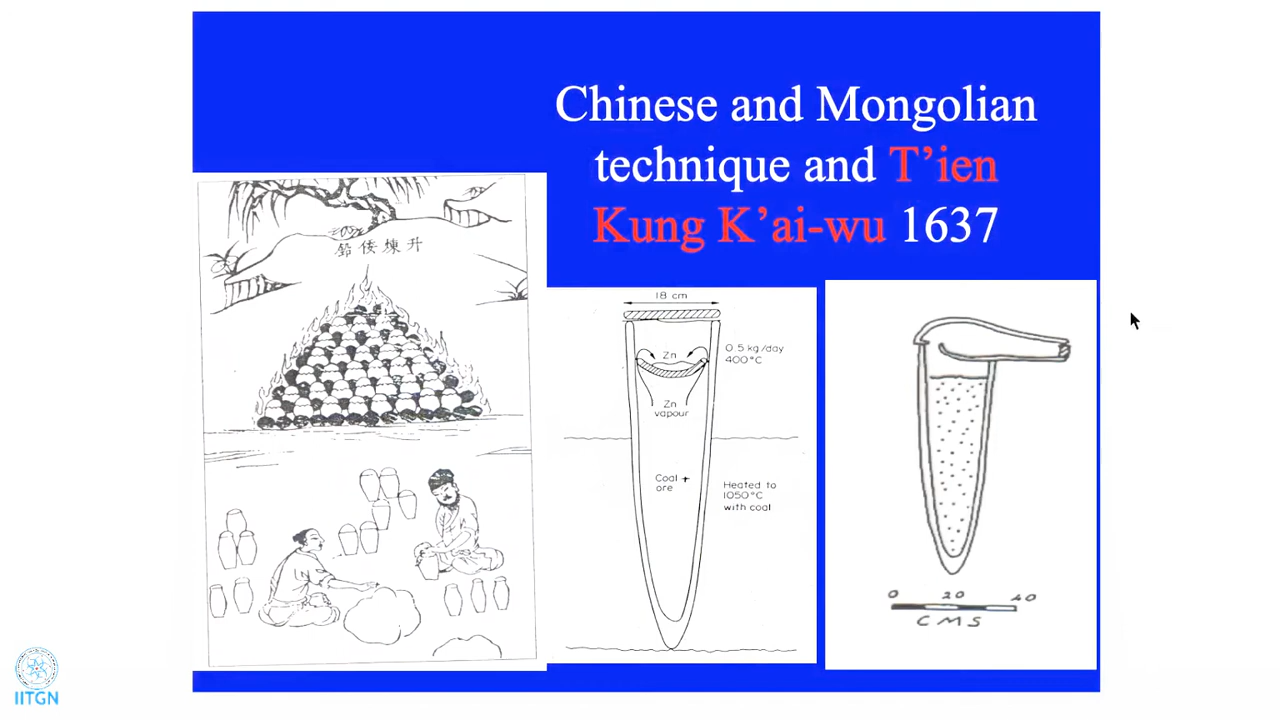 Chinese and Mongolian
technique and T’ien
Kung K’ai-wu 1637
升煉倭鉛
18 cm
Zn
0.5 kg/day
400°C
Zn
vapour
Coal +
ore
Heated to
1050°C
with coal
0 20 40
CMS
IITGN